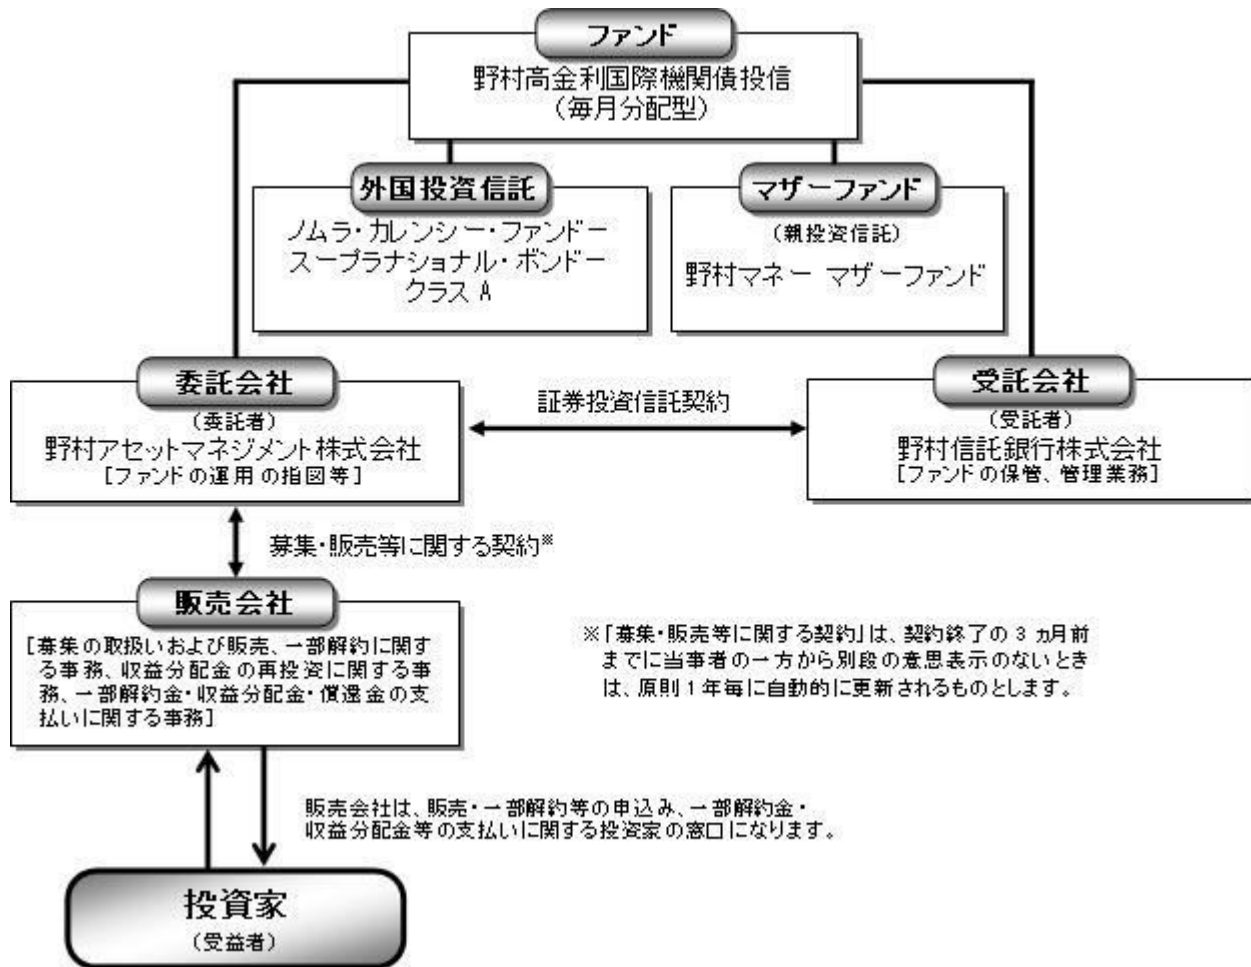 ファンド
野村高金利国際機関債投信
(毎月分配型)
外国投資信託
ノムラ・カレンシー・ファンドー
スープラナショナル・ボンドー
クラス A
マザーファンド
(親投資信託)
野村マネー マザーファンド
委託会社
(委託者)
野村アセットマネジメント株式会社
[ファンドの運用の指図等]
証券投資信託契約
受託会社
(受託者)
野村信託銀行株式会社
[ファンドの保管、管理業務]
募集・販売等に関する契約※
販売会社
[募集の取扱いおよび販売、一部解約に関す
る事務、収益分配金の再投資に関する事
務、一部解約金・収益分配金・償還金の支
払いに関する事務]
※「募集・販売等に関する契約」は、契約終了の 3 ヵ月前
までに当事者の一方から別段の意思表示のないとき
は、原則 1 年毎に自動的に更新されるものとします。
販売会社は、販売・一部解約等の申込み、一部解約金・
収益分配金等の支払いに関する投資家の窓口になります。
投資家
(受益者)